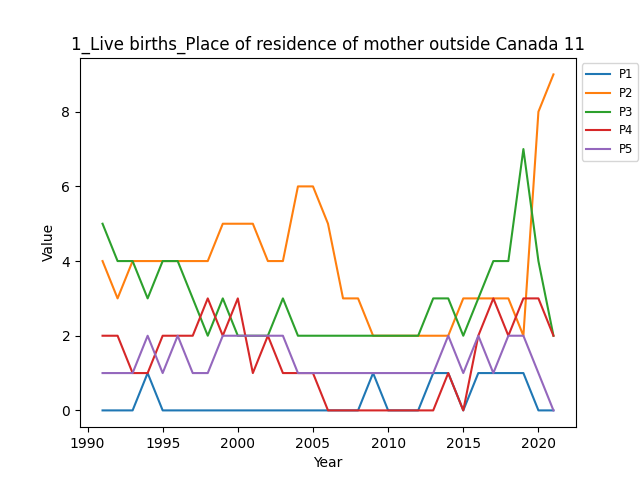 1_Live births_Place of residence of mother outside Canada 11
P1
P2
P3
P4
P5
Value
8
6
4
2
0
1990 1995 2000 2005 2010 2015 2020
Year